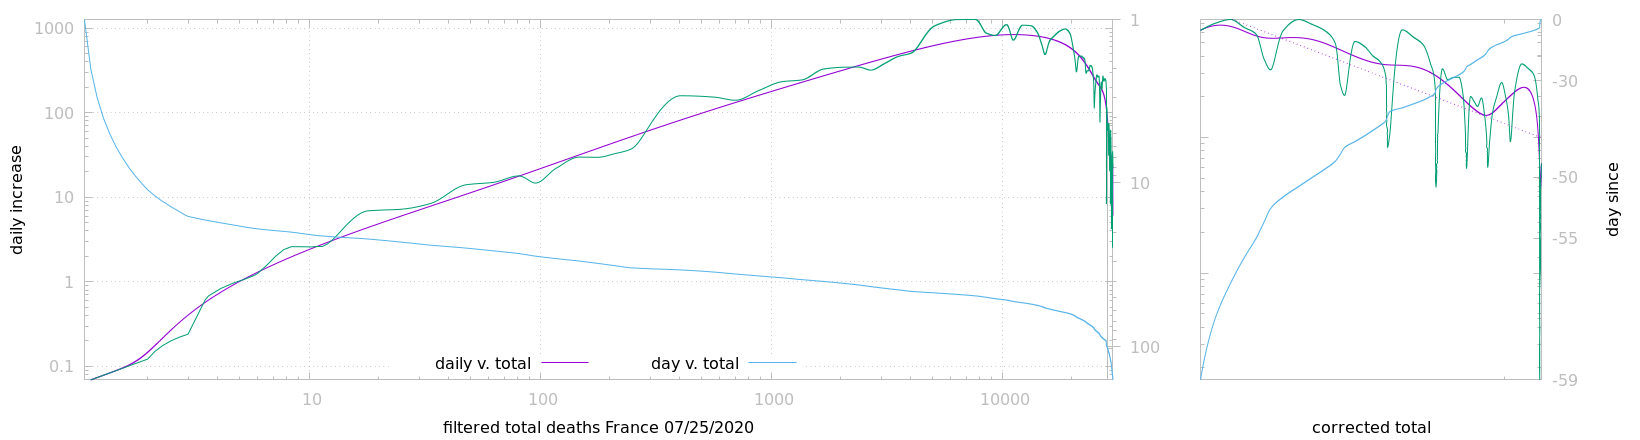 1000
100
10
1
0.1
daily increase
10
100
1000
10000
filtered total deaths France 07/25/2020
daily v. total
day v. total
1
10
100
0
-30
-50
-55
-59
day since
corrected total